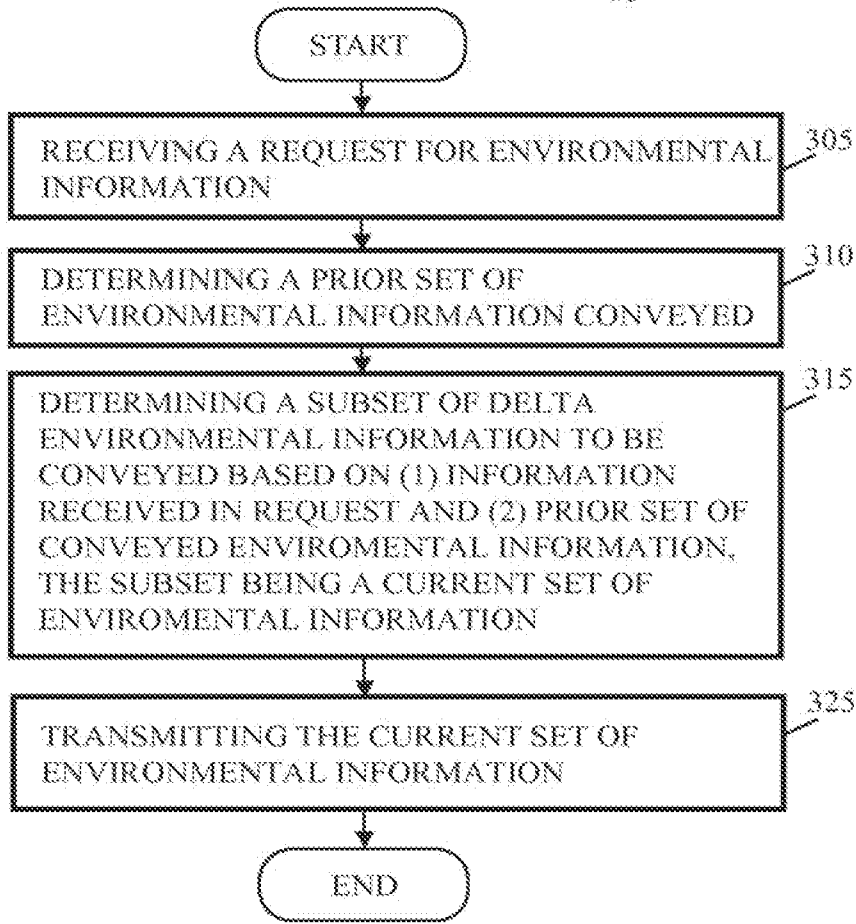 START
RECEIVING A REQUEST FOR ENVIRONMENTAL
INFORMATION
305
DETERMINING A PRIOR SET OF
ENVIRONMENTAL INFORMATION CONVEYED
310
DETERMINING A SUBSET OF DELTA
ENVIRONMENTAL INFORMATION TO BE
CONVEYED BASED ON (1) INFORMATION
RECEIVED IN REQUEST AND (2) PRIOR SET OF
CONVEYED ENVIROMENTAL INFORMATION,
THE SUBSET BEING A CURRENT SET OF
ENVIROMENTAL INFORMATION
315
TRANSMITTING THE CURRENT SET OF
ENVIRONMENTAL INFORMATION
325
END